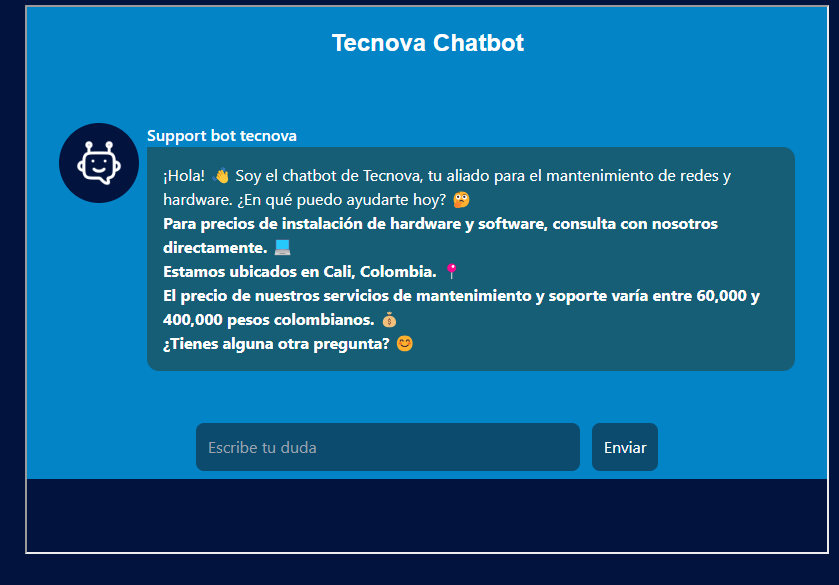 Tecnova Chatbot
Support bot tecnova
¡Hola! 👋 Soy el chatbot de Tecnova, tu aliado para el mantenimiento de redes y
hardware. ¿En qué puedo ayudarte hoy? 🤔
Para precios de instalación de hardware y software, consulta con nosotros
directamente. 💻
Estamos ubicados en Cali, Colombia. 📍
El precio de nuestros servicios de mantenimiento y soporte varía entre 60,000 y
400,000 pesos colombianos. 💰
¿Tienes alguna otra pregunta? 😊
Escribe tu duda
Enviar